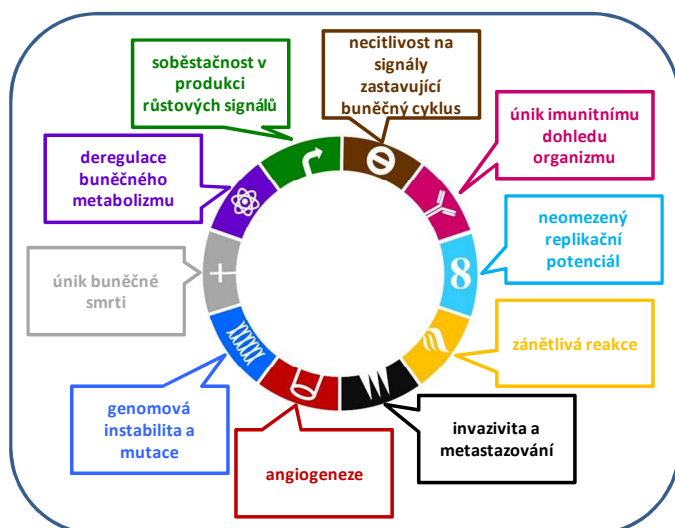 soběstačnost v
produkci
růstových signálů
necitlivost na
signály
zastavující
buněčný cyklus
únik imunitnímu
dohledu
organizmu
deregulace
buněčného
metabolizmu
neomezený
replikační
potenciál
8
únik buněčné
smrti
zánětlivá reakce
genomová
instabilita a
mutace
angiogeneze
invazivita a
metastazování